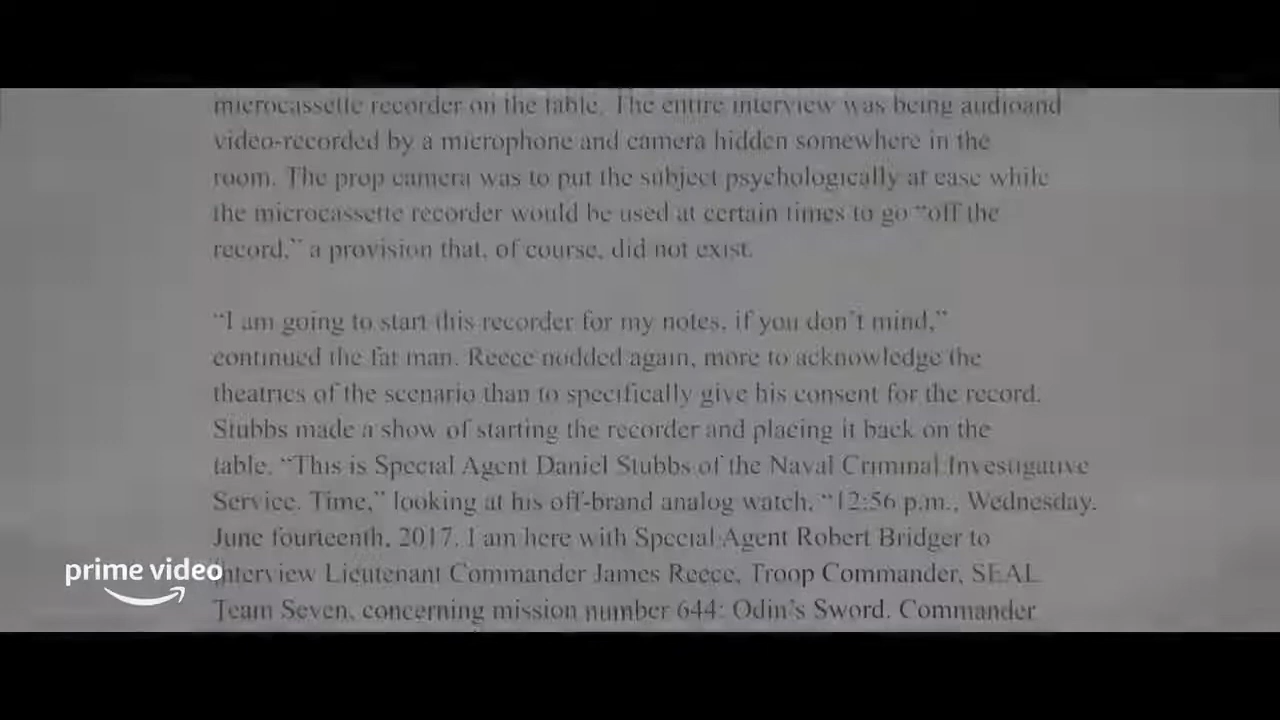 microcassette recorder on the table. The entire interview was being audioand
video-recorded by a microphone and camera hidden somewhere in the
room. The prop camera was to put the subject psychologically at ease while
the microcassette recorder would be used at certain times to go “off the
record,” a provision that, of course, did not exist.
“I am going to start this recorder for my notes, if you don’t mind,”
continued the fat man. Reece nodded again, more to acknowledge the
theatrics of the scenario than to specifically give his consent for the record.
Stubbs made a show of starting the recorder and placing it back on the
table. “This is Special Agent Daniel Stubbs of the Naval Criminal Investigative
Service. Time,” looking at his off-brand analog watch, “12:56 p.m., Wednesday.
June fourteenth, 2017. I am here with Special Agent Robert Bridger to
interview Lieutenant Commander James Reece, Troop Commander, SEAL
Team Seven, concerning mission number 644: Odin’s Sword. Commander
prime video